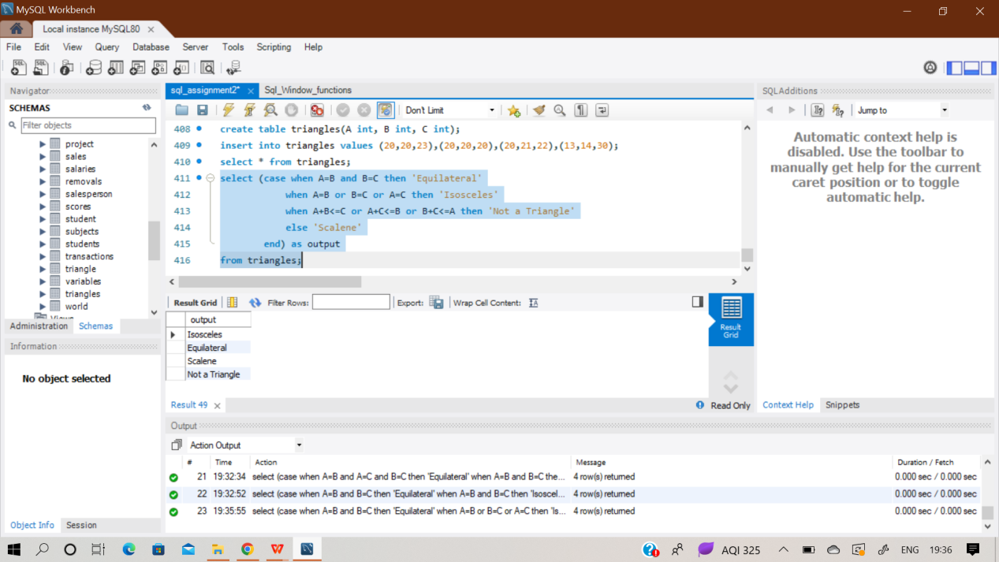 MySQL Workbench
Local instance MySQL80
File Edit View Query Database Server Tools Scripting Help
Navigator
SCHEMAS
Filter objects
project
sales
salaries
removals
salesperson
scores
student
subjects
students
transactions
triangle
variables
triangles
world
Views
Administration Schemas
Information
No object selected
Object Info Session
sql_assignment2* Sql_Window_functions
Don't Limit
408 create table triangles(A int, B int, C int);
409 insert into triangles values (20,20,23),(20,20,20),(20,21,22),(13,14,30);
410 select * from triangles;
411 select (case when A=B and B=C then 'Equilateral'
412 when A=B or B=C or A=C then 'Isosceles'
413 when A+B<=C or A+C<=B or B+C<=A then 'Not a Triangle'
414 else 'Scalene'
415 end) as output
416 from triangles;
Result Grid Filter Rows: Export: Wrap Cell Content:
output
Isosceles
Equilateral
Scalene
Not a Triangle
Result Grid
Result 49
Read Only
SQLAdditions
Jump to
Automatic context help is
disabled. Use the toolbar to
manually get help for the current
caret position or to toggle
automatic help.
Context Help Snippets
Output
Action Output
# Time Action Message Duration / Fetch
21 19:32:34 select (case when A=B and A=C and B=C then 'Equilateral' when A=B and B=C the... 4 row(s) returned 0.000 sec / 0.000 sec
22 19:32:52 select (case when A=B and B=C then 'Equilateral' when A=B and B=C then 'Isoscel... 4 row(s) returned 0.000 sec / 0.000 sec
23 19:35:55 select (case when A=B and B=C then 'Equilateral' when A=B or B=C or A=C then 'Is... 4 row(s) returned 0.000 sec / 0.000 sec
AQI 325 ENG 19:36